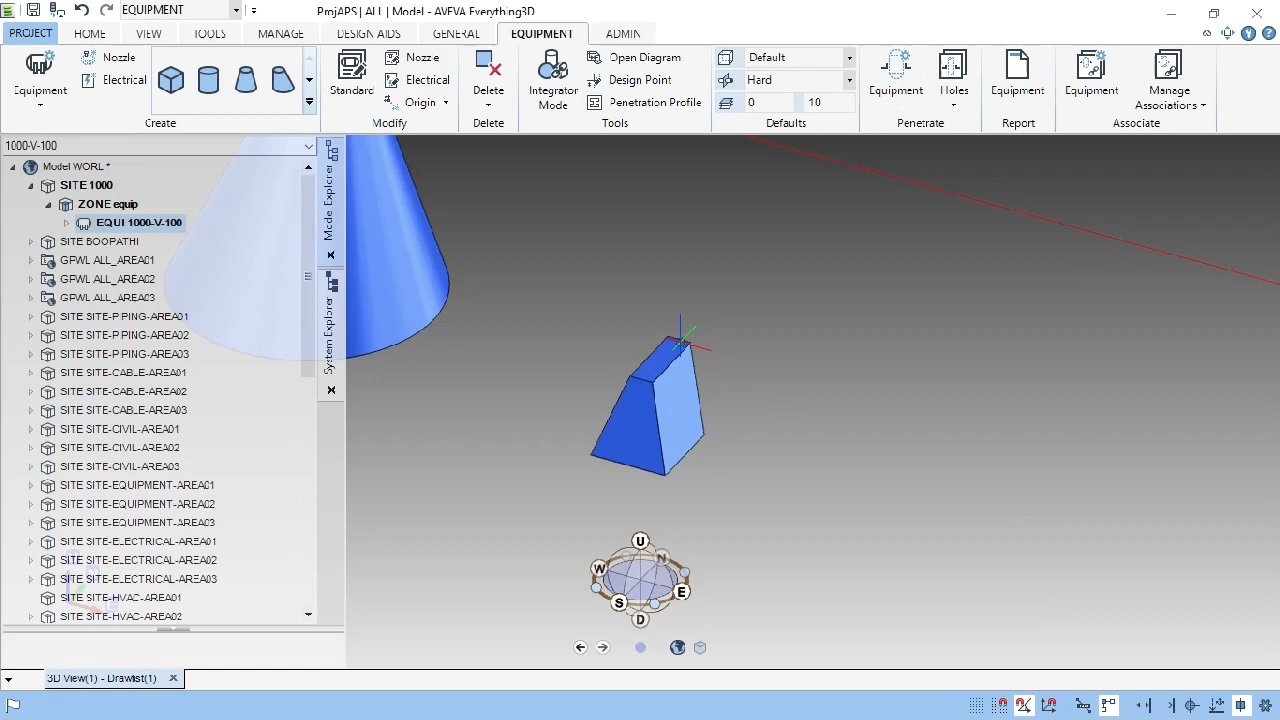 EQUIPMENT
ProjAPS| ALL | Model - AVEVA Everything3D
PROJECT HOME VIEW TOOLS MANAGE DESIGN AIDS GENERAL EQUIPMENT ADMIN
Equipment
Nozzle
Electrical
Create
Standard
Nozzle
Electrical
Origin
Modify
Delete
Delete
Integrator
Mode
Open Diagram
Design Point
Penetration Profile
Tools
Default
Hard
0 10
Defaults
Equipment
Holes
Penetrate
Equipment
Report
Equipment
Manage
Associations
Associate
1000-V-100
Model WORL *
SITE 1000
ZONE equip
EQUI 1000-V-100
SITE BOOPATHI
GPWL ALL_AREA01
GPWL ALL_AREA02
GPWL ALL_AREA03
SITE SITE-PIPING-AREA01
SITE SITE-PIPING-AREA02
SITE SITE-PIPING-AREA03
SITE SITE-CABLE-AREA01
SITE SITE-CABLE-AREA02
SITE SITE-CABLE-AREA03
SITE SITE-CIVIL-AREA01
SITE SITE-CIVIL-AREA02
SITE SITE-CIVIL-AREA03
SITE SITE-EQUIPMENT-AREA01
SITE SITE-EQUIPMENT-AREA02
SITE SITE-EQUIPMENT-AREA03
SITE SITE-ELECTRICAL-AREA01
SITE SITE-ELECTRICAL-AREA02
SITE SITE-ELECTRICAL-AREA03
SITE SITE-HVAC-AREA01
SITE SITE-HVAC-AREA02
Model Explorer
System Explorer
U
N
W
E
S
D
3D View(1) - Drawlist(1)